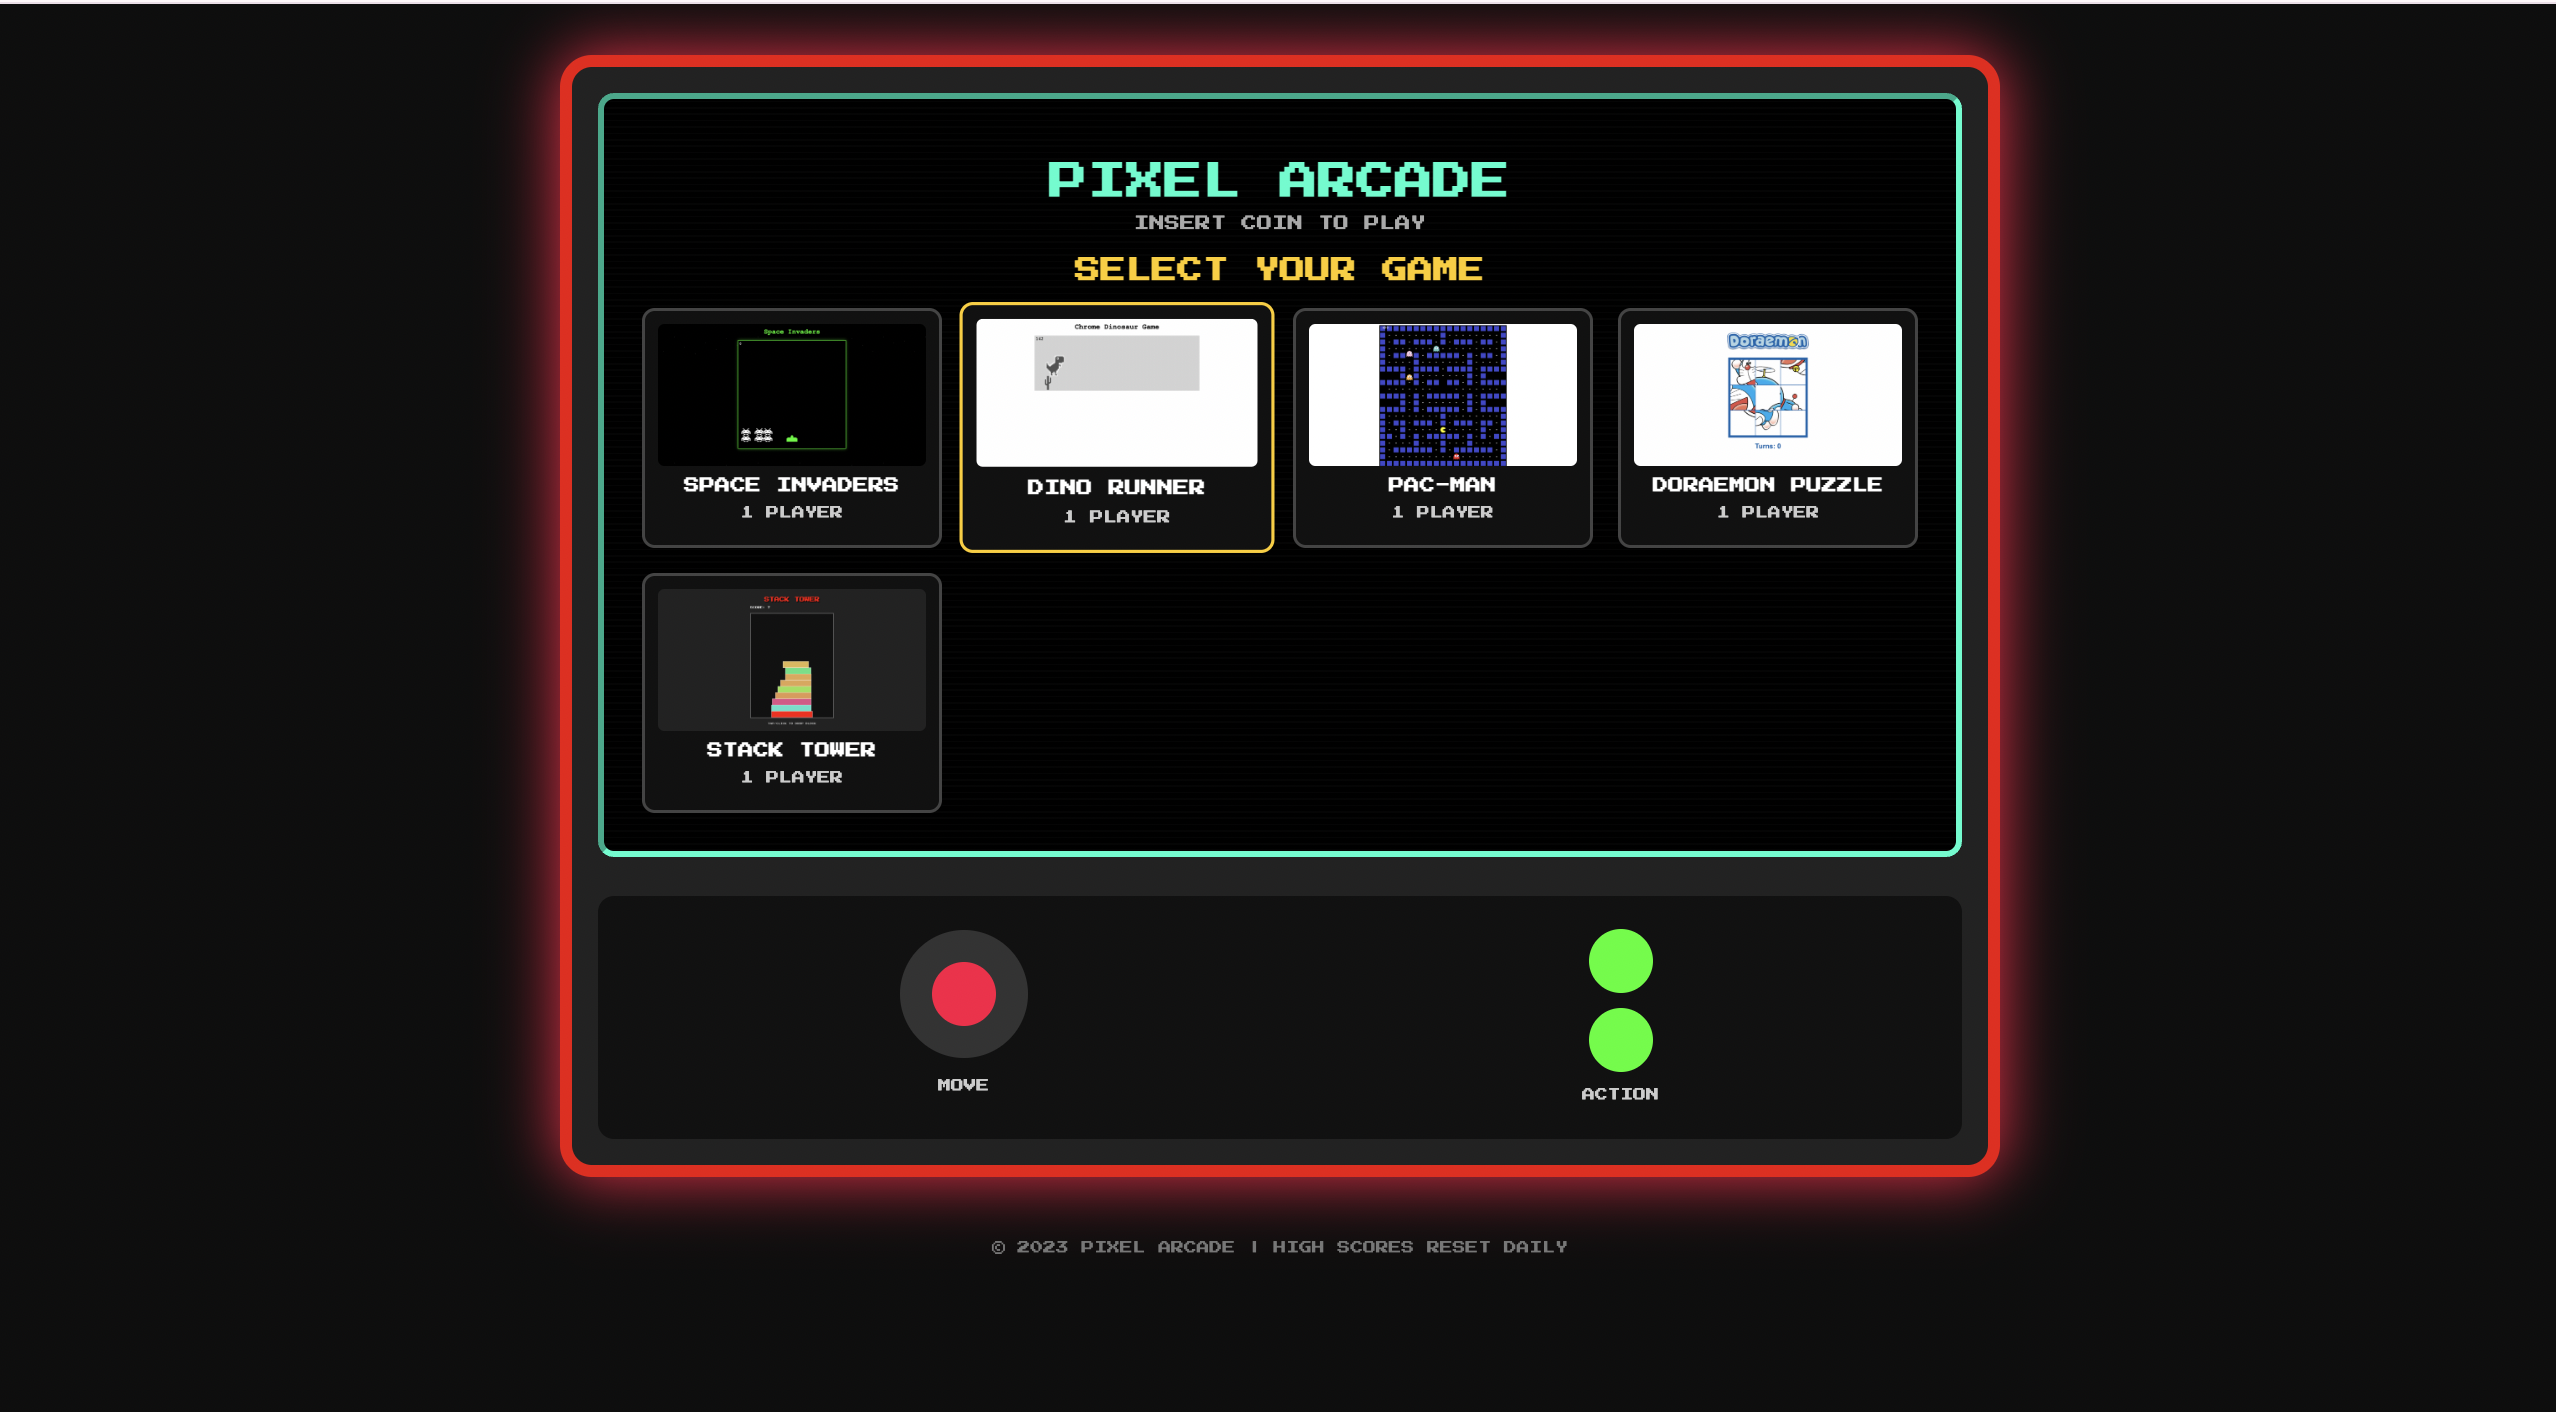 PIXEL ARCADE
INSERT COIN TO PLAY
SELECT YOUR GAME
Space Invaders
SPACE INVADERS
1 PLAYER
Chrome Dinosaur Game
DINO RUNNER
1 PLAYER
PAC-MAN
1 PLAYER
Doraemon
Turns: 0
DORAEMON PUZZLE
1 PLAYER
STACK TOWER
STACK TOWER
1 PLAYER
MOVE
ACTION
© 2023 PIXEL ARCADE | HIGH SCORES RESET DAILY